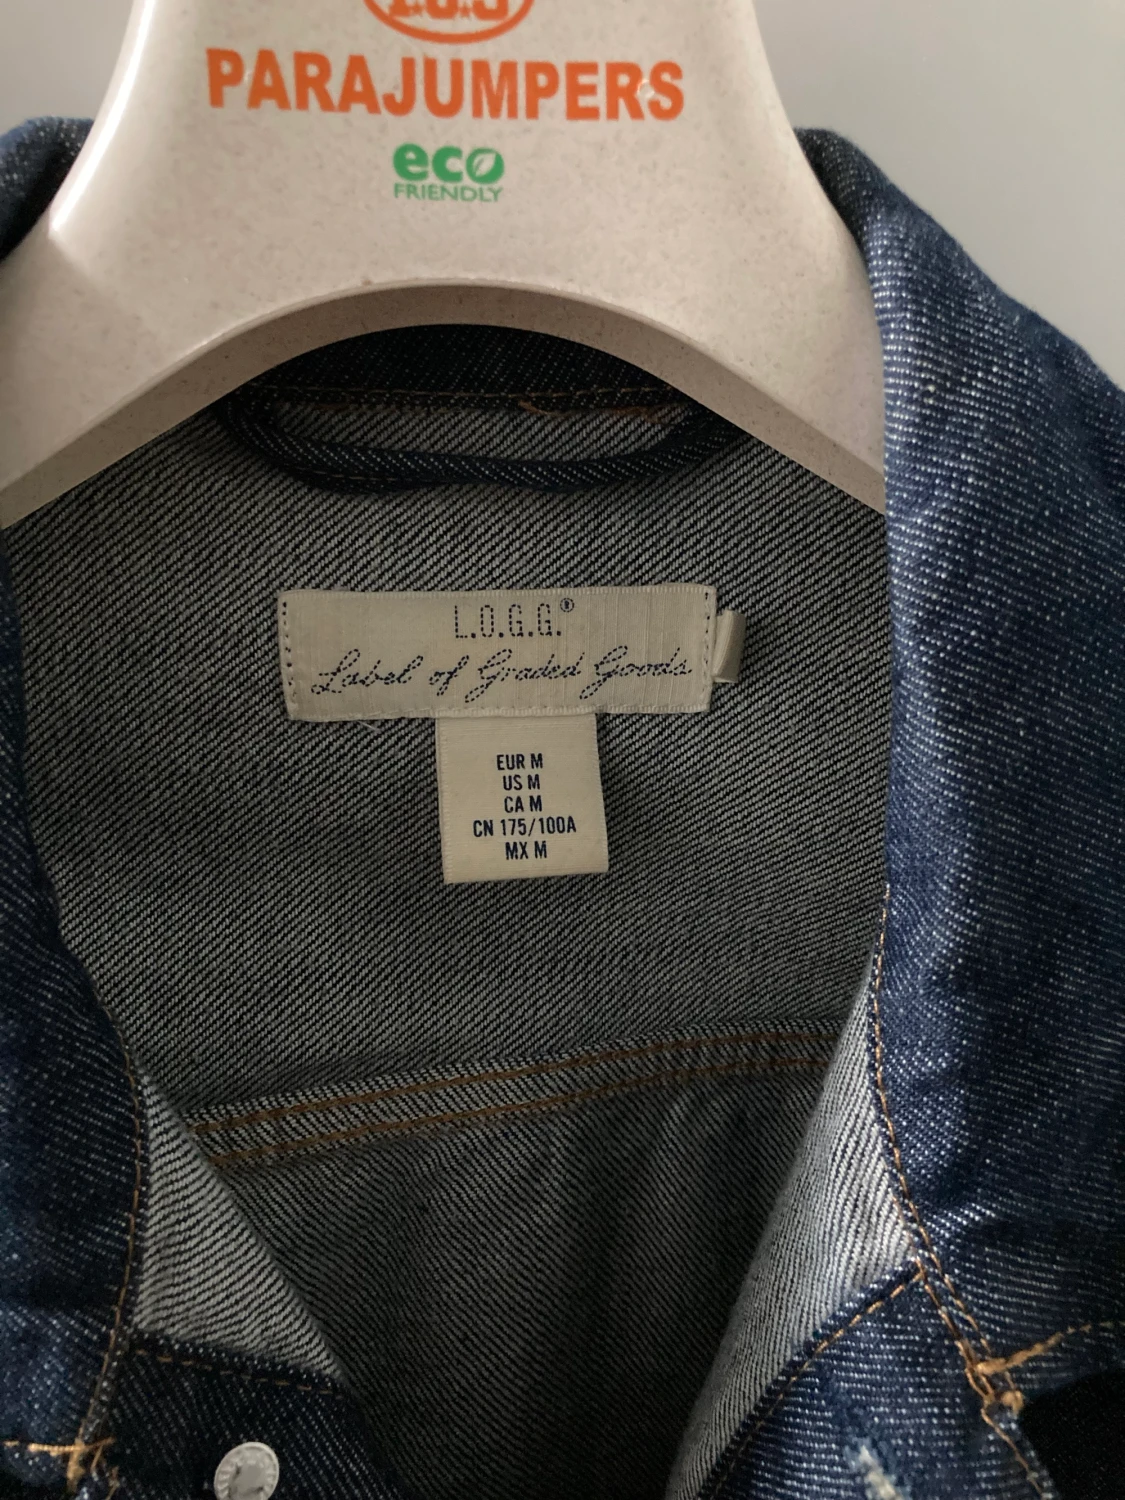 PARAJUMPERS
eco
FRIENDLY
L.O.G.G.®
Label of Graded Goods
EUR M
US M
CA M
CN 175/100A
MX M